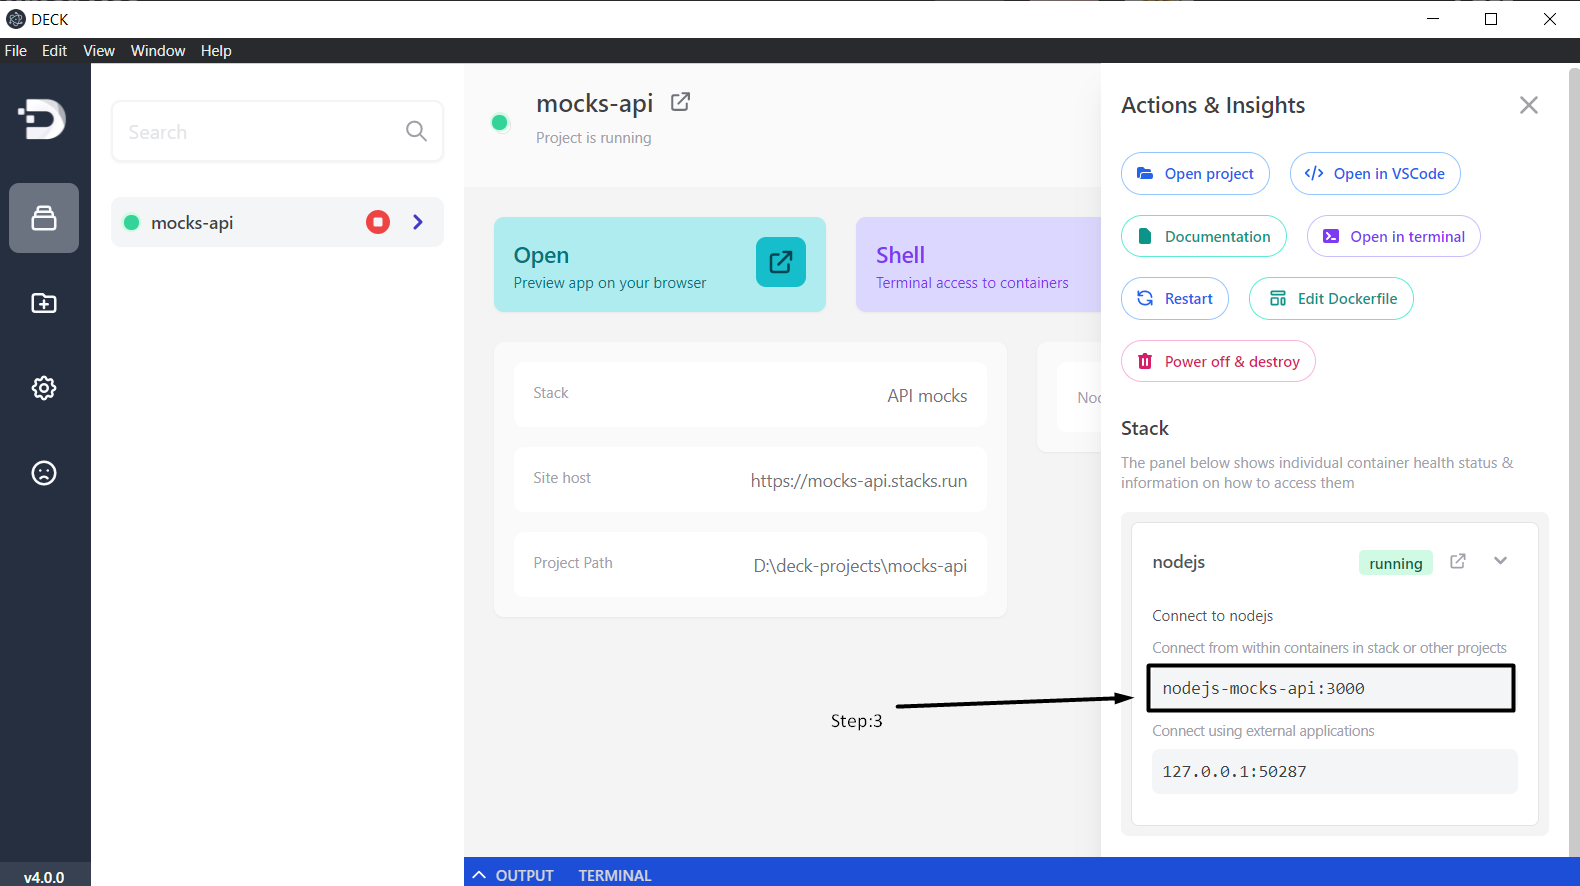 DECK
File Edit View Window Help
Search
mocks-api
v4.0.0
mocks-api
Project is running
Open
Preview app on your browser
Shell
Terminal access to containers
Stack API mocks
Site host https://mocks-api.stacks.run
Project Path D:\deck-projects\mocks-api
Noc
Step:3
OUTPUT TERMINAL
Actions & Insights
Open project Open in VSCode
Documentation Open in terminal
Restart Edit Dockerfile
Power off & destroy
Stack
The panel below shows individual container health status &
information on how to access them
nodejs running
Connect to nodejs
Connect from within containers in stack or other projects
nodejs-mocks-api:3000
Connect using external applications
127.0.0.1:50287